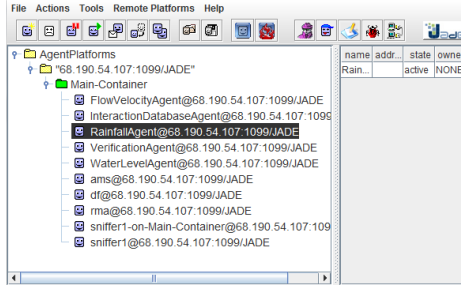 File Actions Tools Remote Platforms Help
Jade
AgentPlatforms
"68.190.54.107:1099/JADE"
Main-Container
FlowVelocityAgent@68.190.54.107:1099/JADE
InteractionDatabaseAgent@68.190.54.107:1099
RainfallAgent@68.190.54.107:1099/JADE
VerificationAgent@68.190.54.107:1099/JADE
WaterLevelAgent@68.190.54.107:1099/JADE
ams@68.190.54.107:1099/JADE
df@68.190.54.107:1099/JADE
rma@68.190.54.107:1099/JADE
sniffer1-on-Main-Container@68.190.54.107:109
sniffer1@68.190.54.107:1099/JADE
name addr... state owne
Rain... active NONE